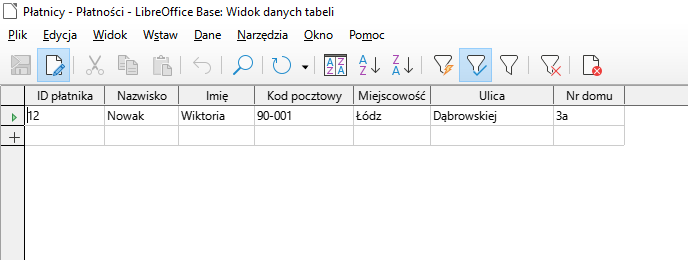 Płatnicy - Płatności - LibreOffice Base: Widok danych tabeli
Plik Edycja Widok Wstaw Dane Narzędzia Okno Pomoc
ID płatnika Nazwisko Imię Kod pocztowy Miejscowość Ulica Nr domu
12 Nowak Wiktoria 90-001 Łódz Dąbrowskiej 3a